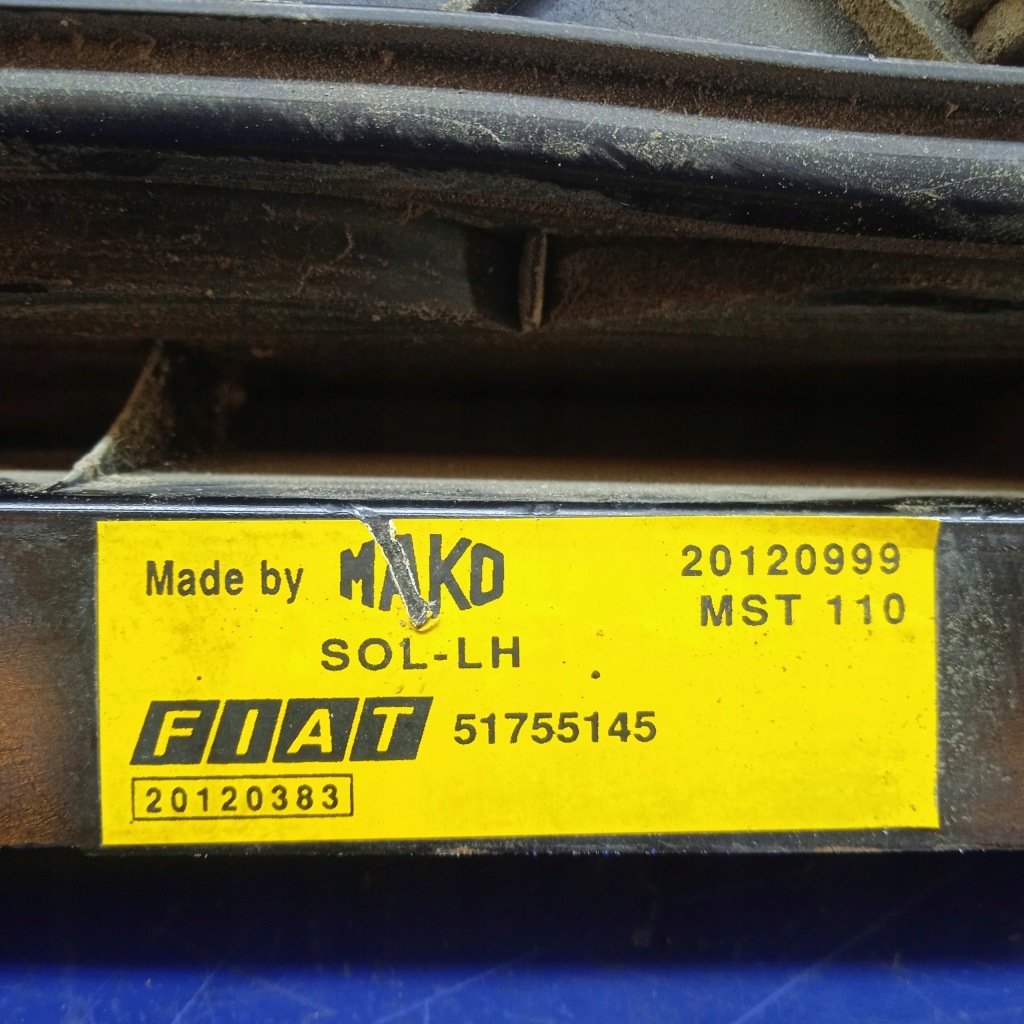 Made by MAKO 20120999
MST 110
SOL-LH
FIAT 51755145
20120383